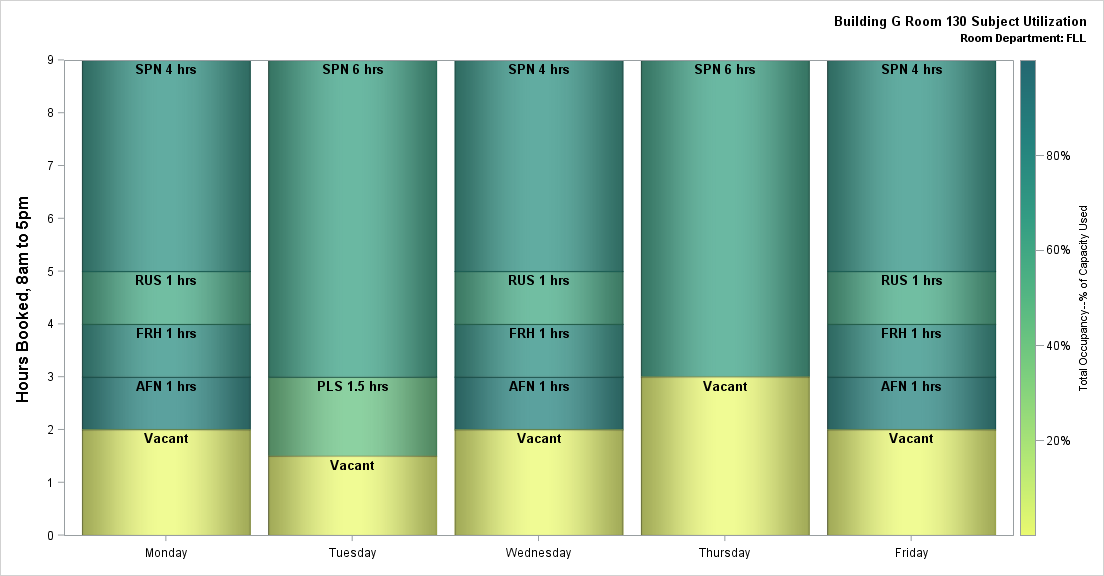 Building G Room 130 Subject Utilization
Room Department: FLL
Hours Booked, 8am to 5pm
9
8
7
6
5
4
3
2
1
0
SPN 4 hrs
RUS 1 hrs
FRH 1 hrs
AFN 1 hrs
Vacant
SPN 6 hrs
PLS 1.5 hrs
Vacant
SPN 4 hrs
RUS 1 hrs
FRH 1 hrs
AFN 1 hrs
Vacant
SPN 6 hrs
Vacant
SPN 4 hrs
RUS 1 hrs
FRH 1 hrs
AFN 1 hrs
Vacant
Monday Tuesday Wednesday Thursday Friday
80%
60%
40%
20%
Total Occupancy--% of Capacity Used